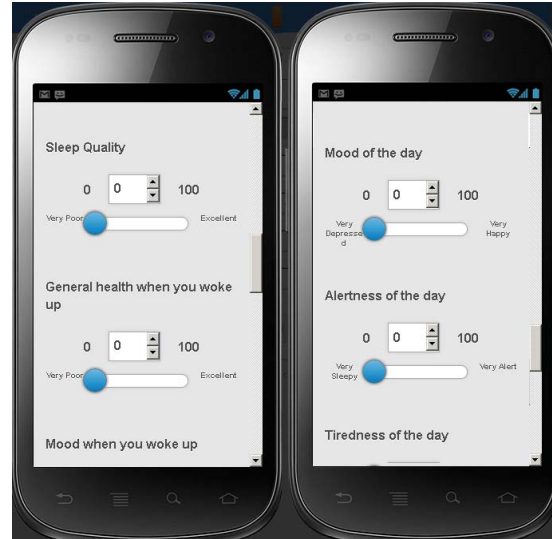 Sleep Quality
0 0 100
Very Poor Excellent
General health when you woke
up
0 0 100
Very Poor Excellent
Mood when you woke up
Mood of the day
0 0 100
Very Very
Depresse Happy
d
Alertness of the day
0 0 100
Very Very Alert
Sleepy
Tiredness of the day